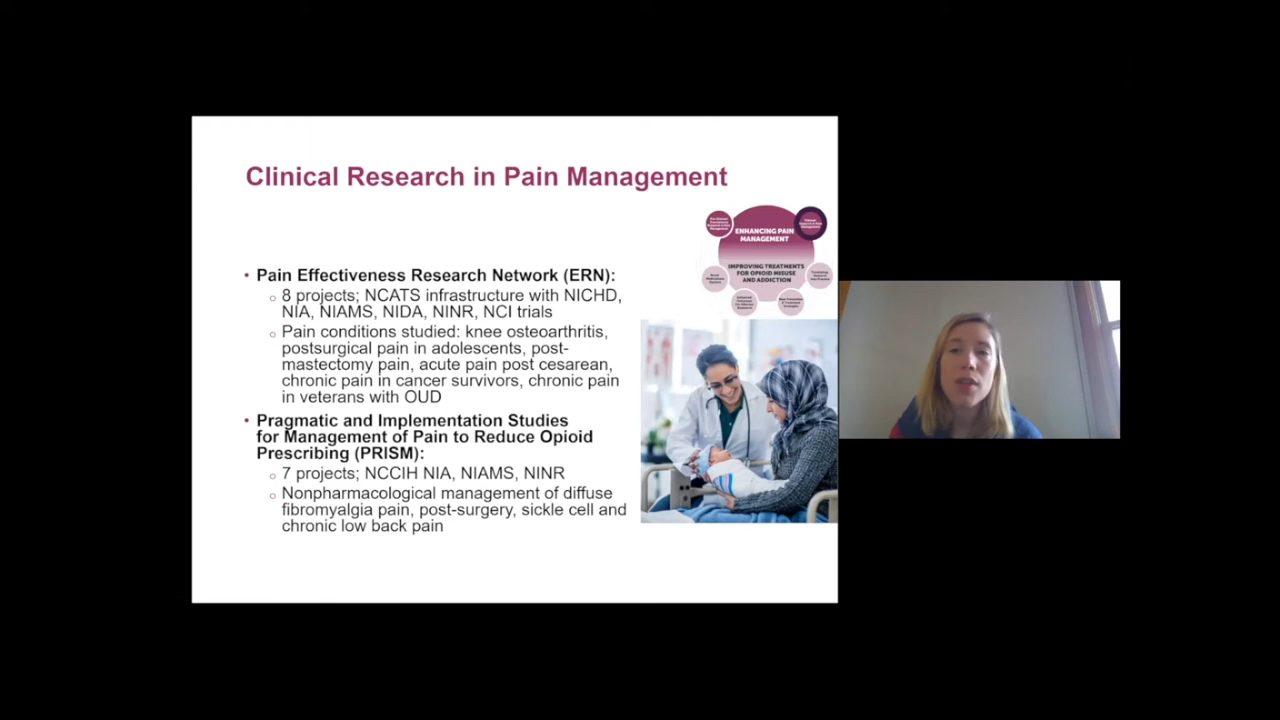 Clinical Research in Pain Management
ENHANCING PAIN
MANAGEMENT
IMPROVING TREATMENTS
FOR OPIOID MISUSE
AND ADDICTION
• Pain Effectiveness Research Network (ERN):
○ 8 projects; NCATS infrastructure with NICHD,
NIA, NIAMS, NIDA, NINR, NCI trials
○ Pain conditions studied: knee osteoarthritis,
postsurgical pain in adolescents, post-
mastectomy pain, acute pain post cesarean,
chronic pain in cancer survivors, chronic pain
in veterans with OUD
• Pragmatic and Implementation Studies
for Management of Pain to Reduce Opioid
Prescribing (PRISM):
○ 7 projects; NCCIH NIA, NIAMS, NINR
○ Nonpharmacological management of diffuse
fibromyalgia pain, post-surgery, sickle cell and
chronic low back pain